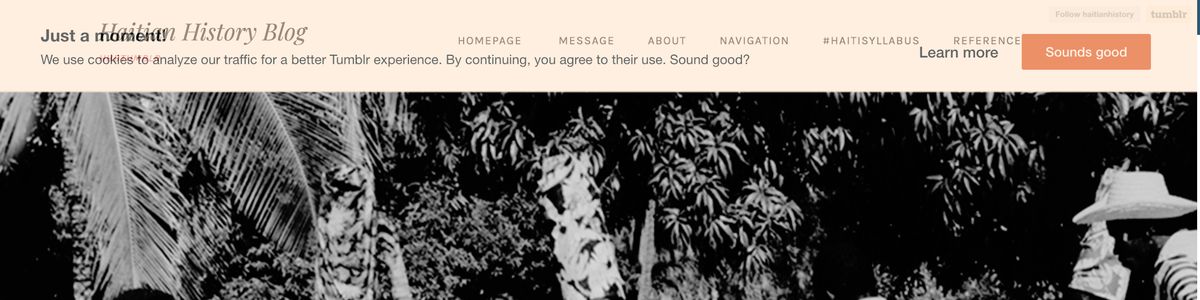 Follow haitianhistory
tumblr
Haitian History Blog
Just a moment!
HOMEPAGE MESSAGE ABOUT NAVIGATION #HAITISYLLABUS REFERENCE
Learn more
Sounds good
We use cookies to analyze our traffic for a better Tumblr experience. By continuing, you agree to their use. Sound good?